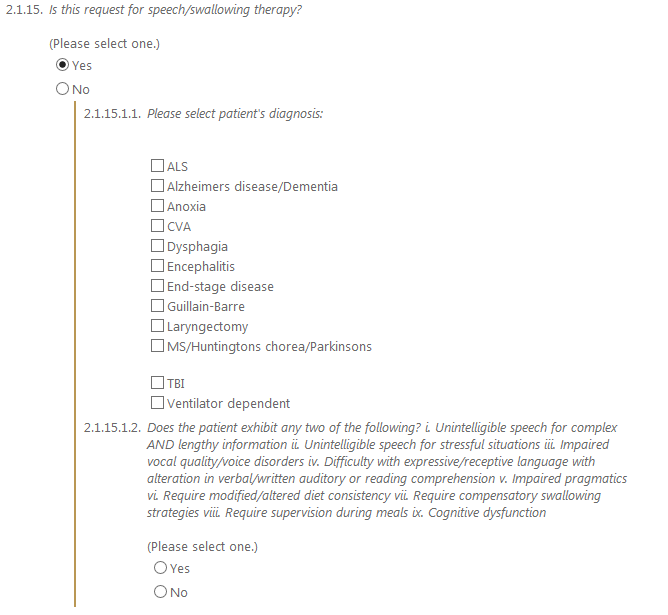 2.1.15. Is this request for speech/swallowing therapy?
(Please select one.)
Yes
No
2.1.15.1.1. Please select patient's diagnosis:
ALS
Alzheimers disease/Dementia
Anoxia
CVA
Dysphagia
Encephalitis
End-stage disease
Guillain-Barre
Laryngectomy
MS/Huntingtons chorea/Parkinsons
TBI
Ventilator dependent
2.1.15.1.2. Does the patient exhibit any two of the following? i. Unintelligible speech for complex
AND lengthy information ii. Unintelligible speech for stressful situations iii. Impaired
vocal quality/voice disorders iv. Difficulty with expressive/receptive language with
alteration in verbal/written auditory or reading comprehension v. Impaired pragmatics
vi. Require modified/altered diet consistency vii. Require compensatory swallowing
strategies viii. Require supervision during meals ix. Cognitive dysfunction
(Please select one.)
Yes
No